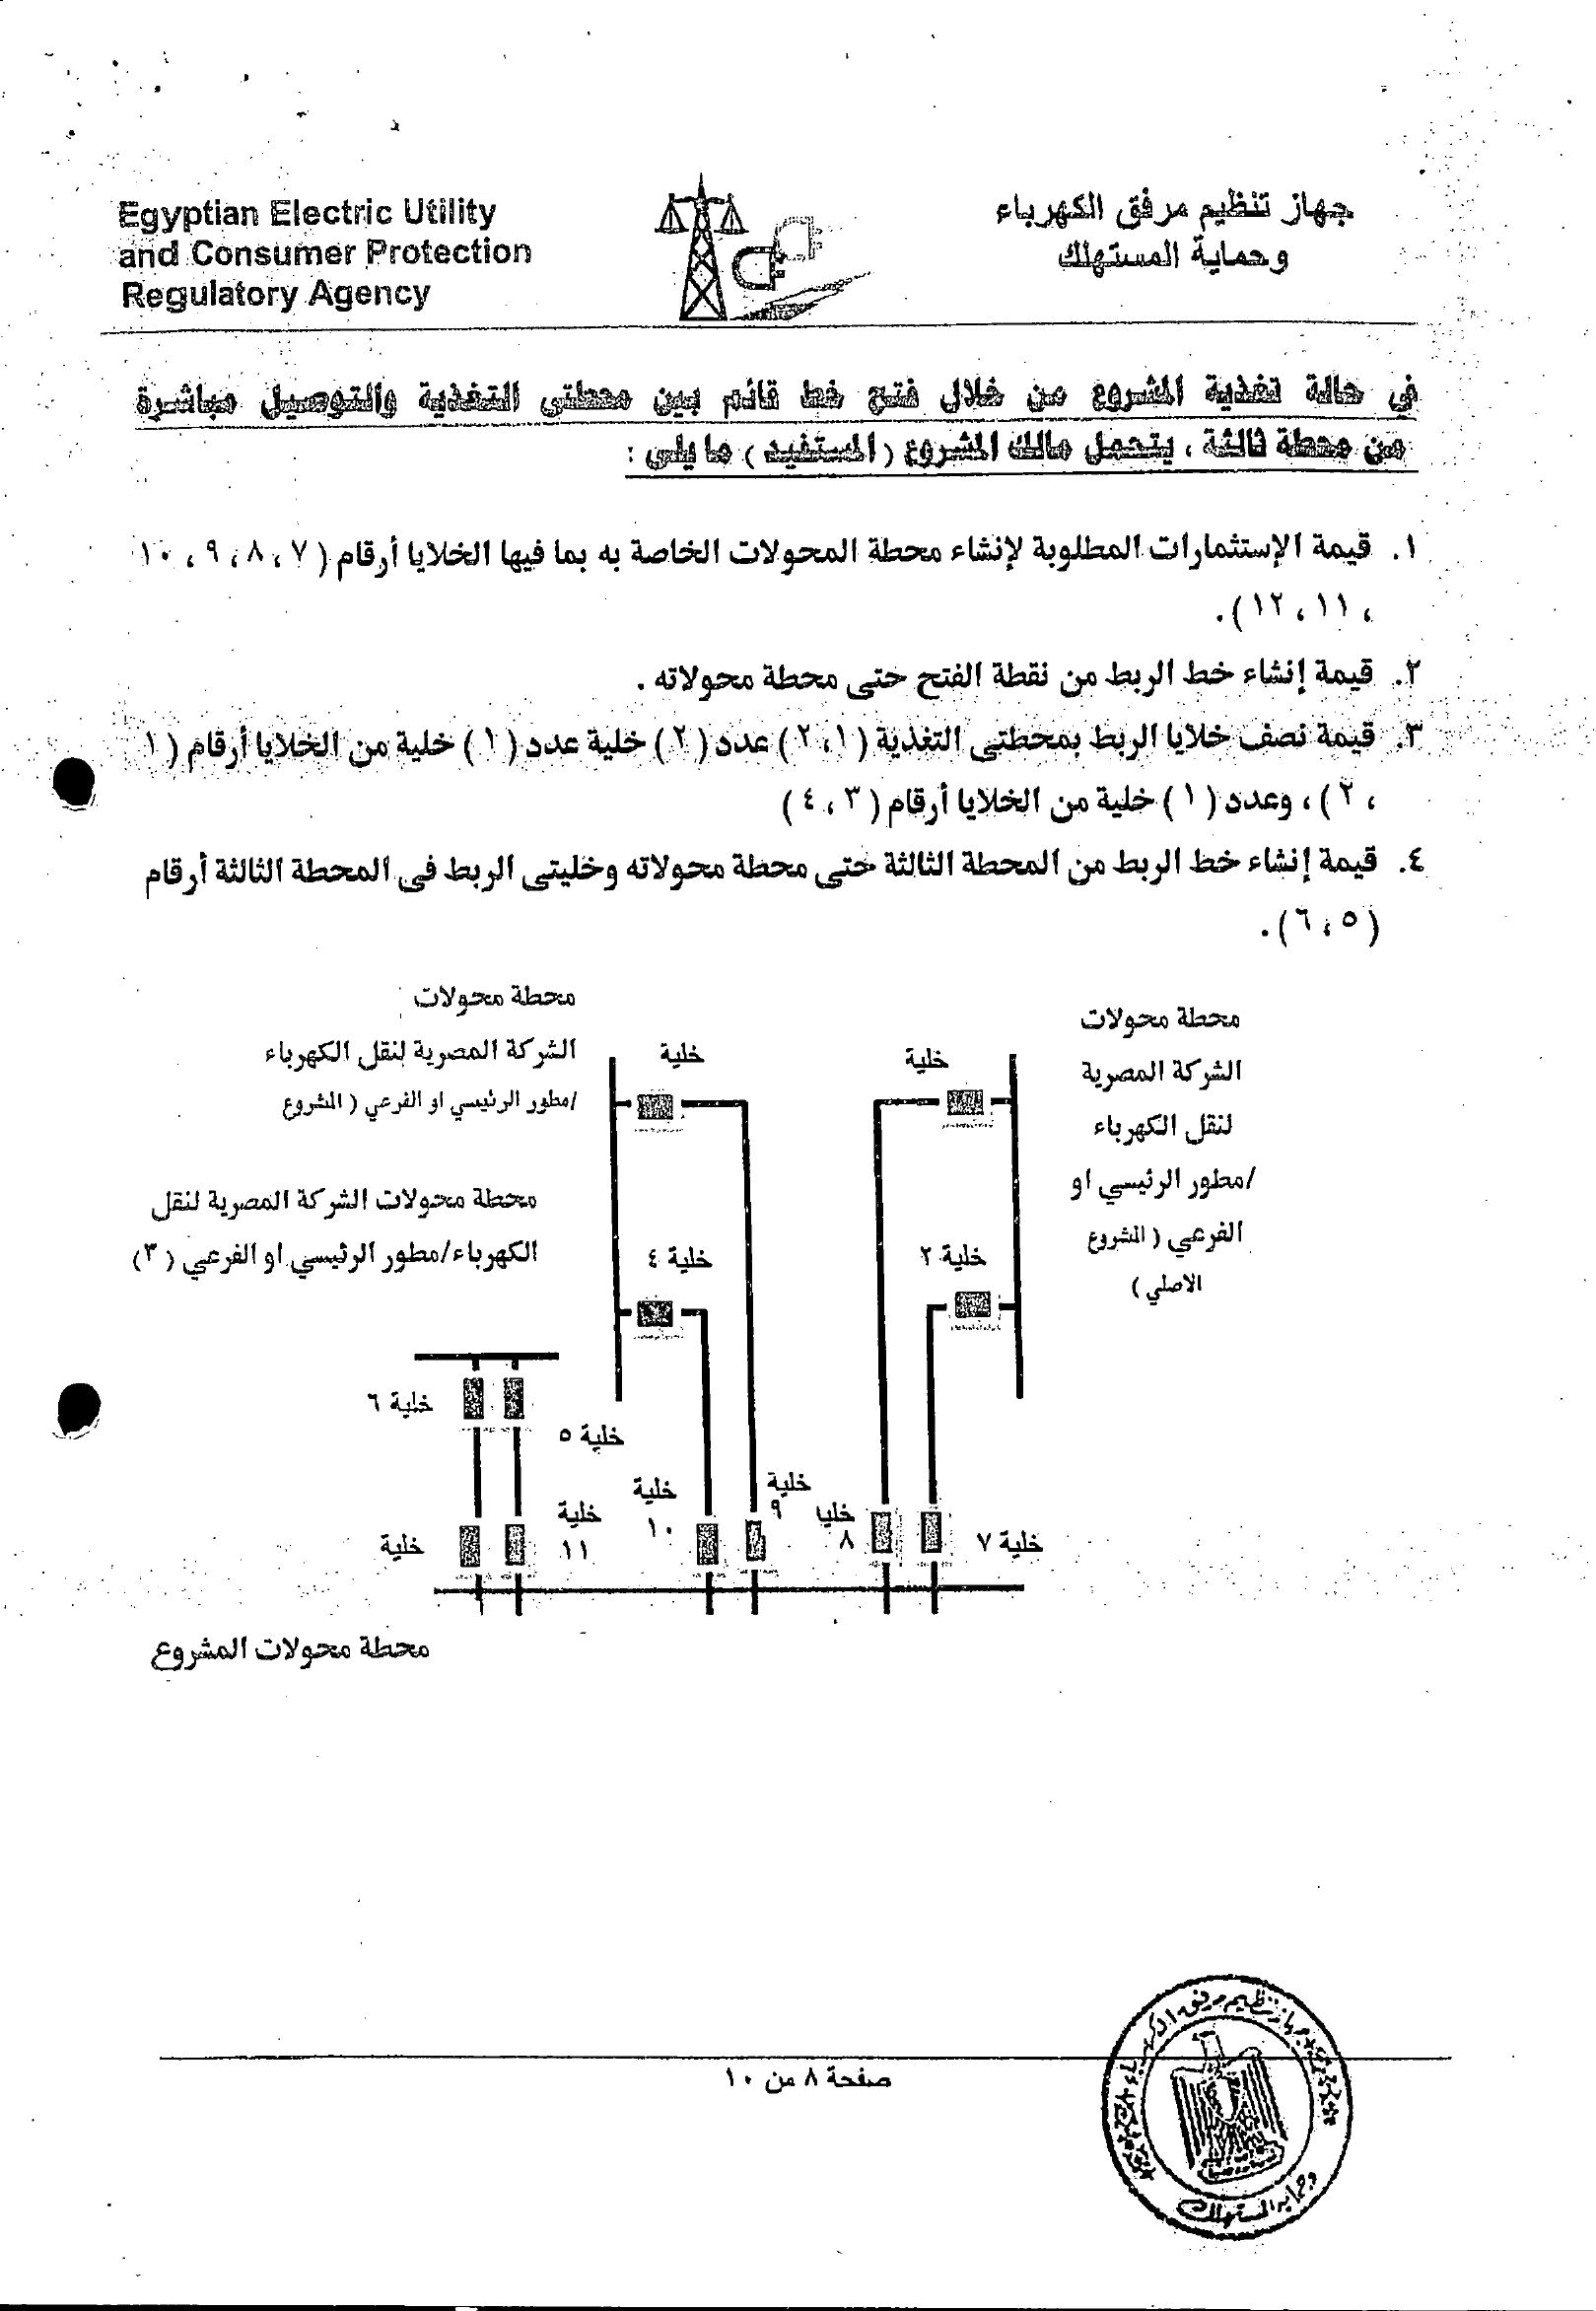 Egyptian Electric Utility
and Consumer Protection
Regulatory Agency
جهاز تنظيم مرفق الكهرباء
وحماية المستهلك
في حالة تغذية المشروع من خلال فتح خط قائم بين محطتي التغذية والتوصيل مباشرة
من محطة ثالثة ، يتحمل مالك المشروع ( المستفيد ) ما يلي :
١. قيمة الإستثمارات المطلوبة لإنشاء محطة المحولات الخاصة به بما فيها الخلايا أرقام ( ٧ ، ٨ ، ٩ ، ١٠
، ١١ ، ١٢ ).
٢. قيمة إنشاء خط الربط من نقطة الفتح حتى محطة محولاته .
٣. قيمة نصف خلايا الربط بمحطتى التغذية ( ١ ، ٢ ) عدد ( ٢ ) خلية عدد ( ١ ) خلية من الخلايا أرقام ( ١
، ٢ ) ، وعدد ( ١ ) خلية من الخلايا أرقام ( ٣ ، ٤ )
٤. قيمة إنشاء خط الربط من المحطة الثالثة حتى محطة محولاته وخليتى الربط فى المحطة الثالثة أرقام
( ٥ ، ٦ ).
محطة محولات
الشركة المصرية
لنقل الكهرباء
/مطور الرئيسي او
الفرعي ( المشروع
الاصلي )
خلية
خلية ٢
محطة محولات
الشركة المصرية لنقل الكهرباء
/مطور الرئيسي او الفرعي ( المشروع
خلية
محطة محولات الشركة المصرية لنقل
الكهرباء/مطور الرئيسي او الفرعي ( ٣ )
خلية ٤
خلية ٦
خلية ٥
خلية ٧
خليا
٨
خلية
٩
خلية
١٠
خلية
١١
خلية
محطة محولات المشروع
صفحة ٨ من ١٠
جهاز تنظيم مرفق الكهرباء
وحماية المستهلك